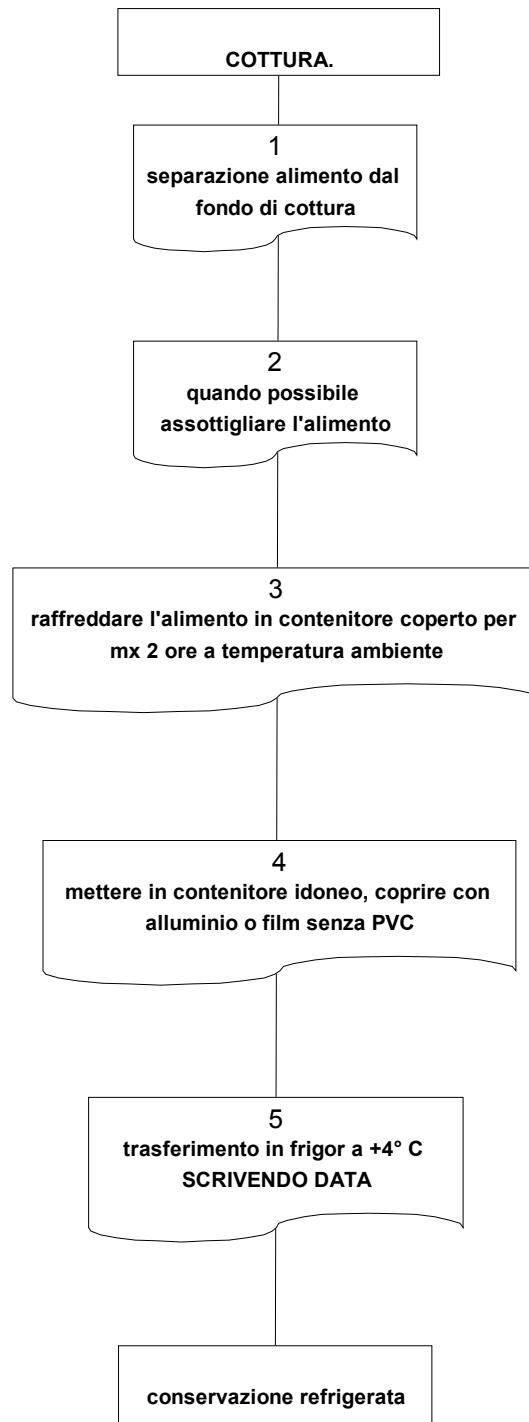 COTTURA.
1
separazione alimento dal
fondo di cottura
2
quando possibile
assottigliare l'alimento
3
raffreddare l'alimento in contenitore coperto per
mx 2 ore a temperatura ambiente
4
mettere in contenitore idoneo, coprire con
alluminio o film senza PVC
5
trasferimento in frigor a +4° C
SCRIVENDO DATA
conservazione refrigerata